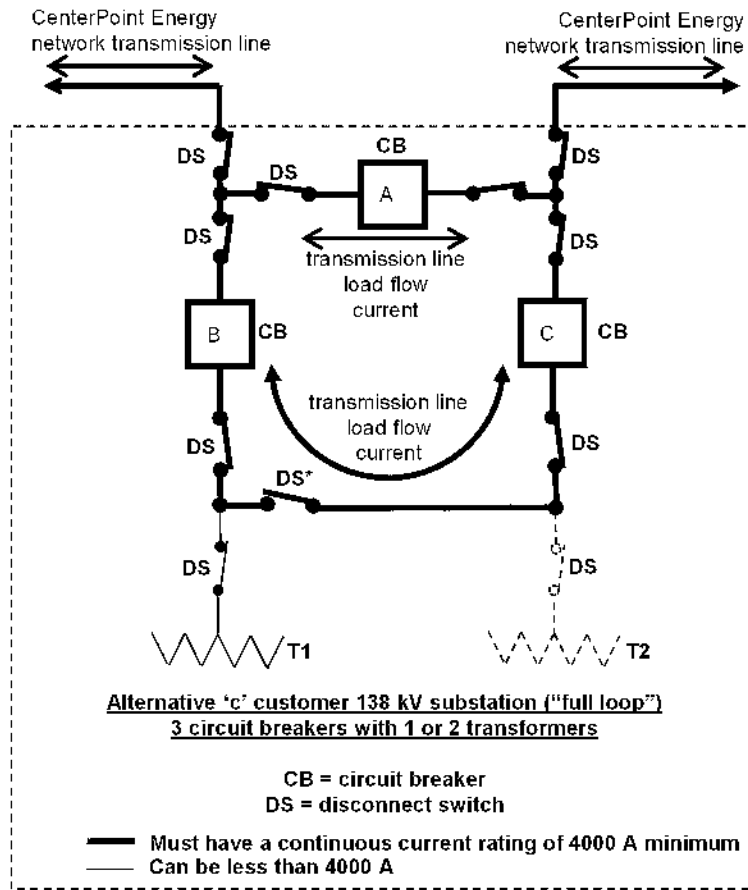 CenterPoint Energy
network transmission line
CenterPoint Energy
network transmission line
CB
DS
DS
DS
A
DS
DS
transmission line
load flow
current
B
CB
C
CB
transmission line
load flow
current
DS
DS
DS*
DS
DS
T1
T2
Alternative ‘c’ customer 138 kV substation (“full loop”)
3 circuit breakers with 1 or 2 transformers
CB = circuit breaker
DS = disconnect switch
Must have a continuous current rating of 4000 A minimum
Can be less than 4000 A